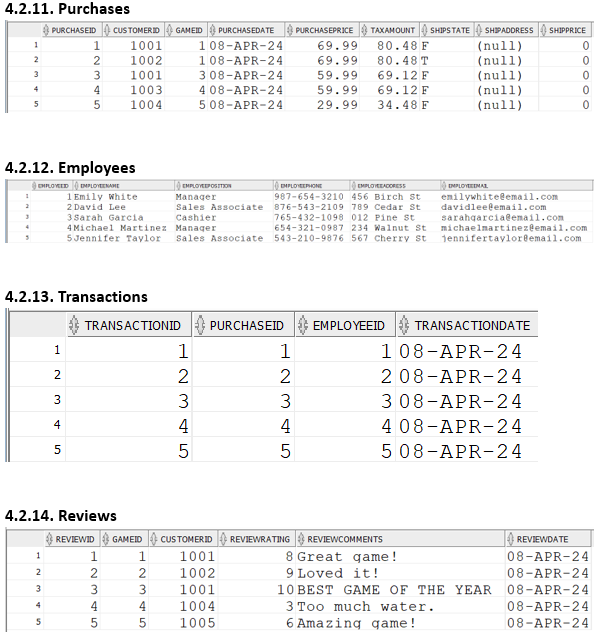 4.2.11. Purchases
PURCHASEID CUSTOMERID GAMEID PURCHASEDATE PURCHASEPRICE TAXAMOUNT SHIPSTATE SHIPADDRESS SHIPPRICE
1 1 1001 1 08-APR-24 69.99 80.48 F (null) 0
2 2 1002 1 08-APR-24 69.99 80.48 T (null) 0
3 3 1001 3 08-APR-24 59.99 69.12 F (null) 0
4 4 1003 4 08-APR-24 59.99 69.12 F (null) 0
5 5 1004 5 08-APR-24 29.99 34.48 F (null) 0
4.2.12. Employees
EMPLOYEEID EMPLOYEENAME EMPLOYEEPOSITION EMPLOYEEPHONE EMPLOYEEADDRESS EMPLOYEEEMAIL
1 1 Emily White Manager 987-654-3210 456 Birch St emilywhite@email.com
2 2 David Lee Sales Associate 876-543-2109 789 Cedar St davidlee@email.com
3 3 Sarah Garcia Cashier 765-432-1098 012 Pine St sarahgarcia@email.com
4 4 Michael Martinez Manager 654-321-0987 234 Walnut St michaelmartinez@email.com
5 5 Jennifer Taylor Sales Associate 543-210-9876 567 Cherry St jennifertaylor@email.com
4.2.13. Transactions
TRANSACTIONID PURCHASEID EMPLOYEEID TRANSACTIONDATE
1 1 1 1 08-APR-24
2 2 2 2 08-APR-24
3 3 3 3 08-APR-24
4 4 4 4 08-APR-24
5 5 5 5 08-APR-24
4.2.14. Reviews
REVIEWID GAMEID CUSTOMERID REVIEWRATING REVIEWCOMMENTS REVIEWDATE
1 1 1 1001 8 Great game! 08-APR-24
2 2 2 1002 9 Loved it! 08-APR-24
3 3 3 1001 10 BEST GAME OF THE YEAR 08-APR-24
4 4 4 1004 3 Too much water. 08-APR-24
5 5 5 1005 6 Amazing game! 08-APR-24